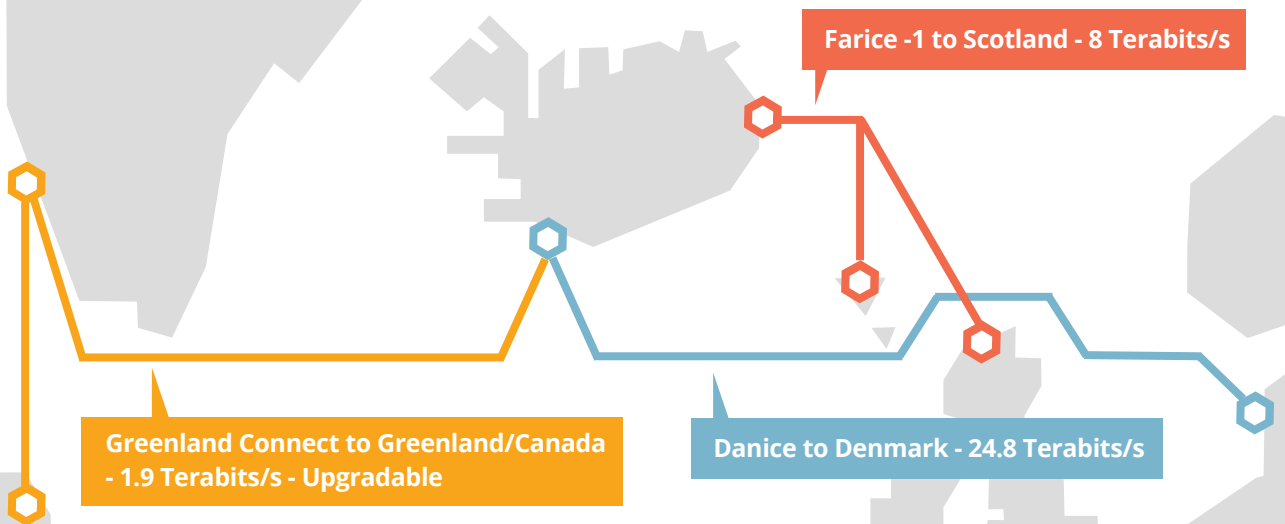 Farice -1 to Scotland - 8 Terabits/s
Greenland Connect to Greenland/Canada
- 1.9 Terabits/s - Upgradable
Danice to Denmark - 24.8 Terabits/s